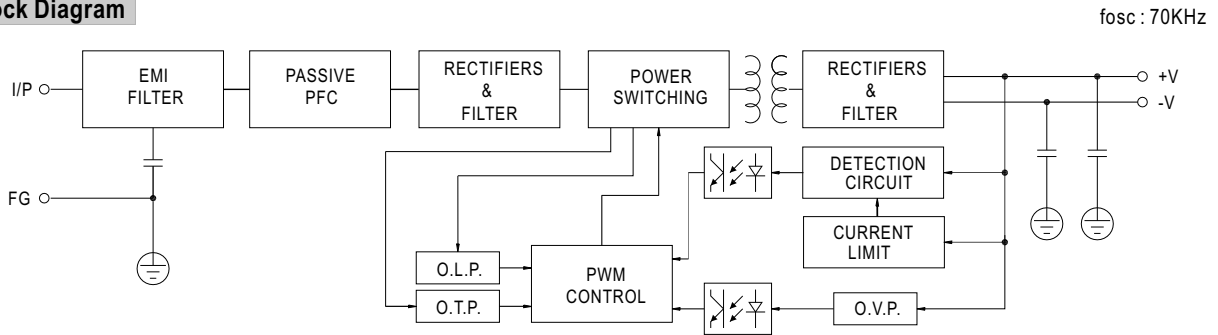 ock Diagram
fosc : 70KHz
I/P
EMI
FILTER
PASSIVE
PFC
RECTIFIERS
&
FILTER
POWER
SWITCHING
RECTIFIERS
&
FILTER
+V
-V
DETECTION
CIRCUIT
FG
CURRENT
LIMIT
O.L.P.
PWM
CONTROL
O.T.P.
O.V.P.